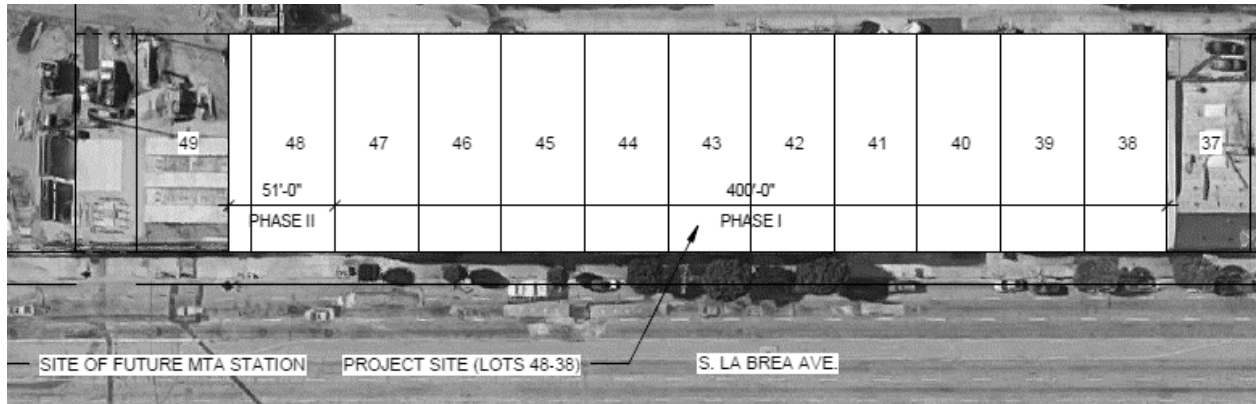 49 48 47 46 45 44 43 42 41 40 39 38 37
51'-0" 400'-0"
PHASE II PHASE I
SITE OF FUTURE MTA STATION PROJECT SITE (LOTS 48-38) S. LA BREA AVE.